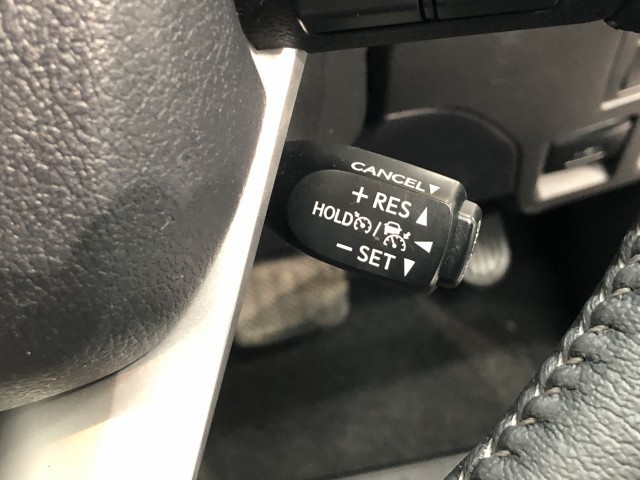 CANCEL▼
+ RES ▲
HOLD / ◀
− SET ▼